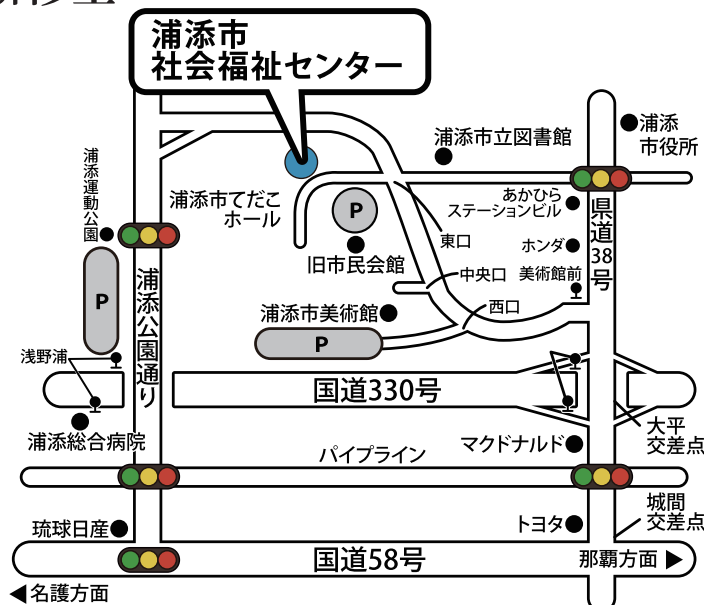 浦添市
社会福祉センター
浦添市立図書館
浦添
市役所
浦添運動公園
浦添市てだこ
ホール
P
旧市民会館
東口
あかひら
ステーションビル
ホンダ
県道38号
中央口
美術館前
西口
浦添市美術館
P
P
浦添公園通り
浅野浦
国道330号
浦添総合病院
大平
交差点
マクドナルド
パイプライン
城間
交差点
トヨタ
琉球日産
国道58号
那覇方面
名護方面